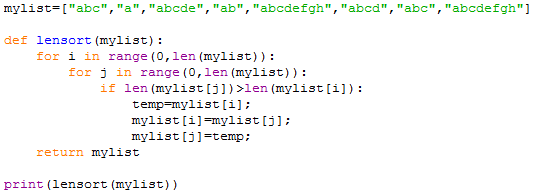 mylist=["abc","a","abcde","ab","abcdefgh","abcd","abc","abcdefgh"]
def lensort(mylist):
    for i in range(0,len(mylist)):
        for j in range(0,len(mylist)):
            if len(mylist[j])>len(mylist[i]):
                temp=mylist[i];
                mylist[i]=mylist[j];
                mylist[j]=temp;
    return mylist
print(lensort(mylist))